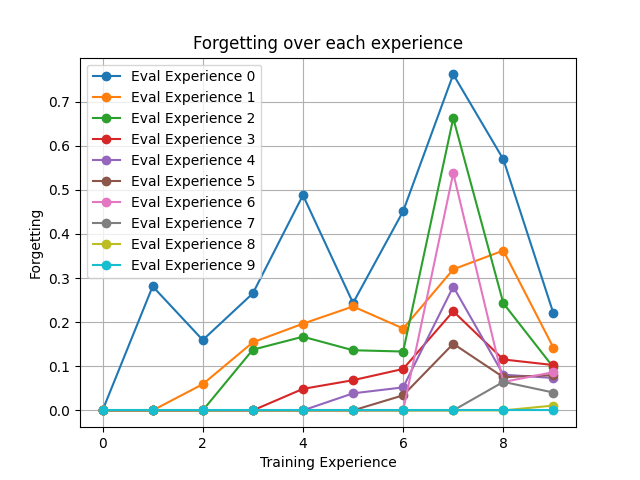 Forgetting over each experience
Eval Experience 0
Eval Experience 1
Eval Experience 2
Eval Experience 3
Eval Experience 4
Eval Experience 5
Eval Experience 6
Eval Experience 7
Eval Experience 8
Eval Experience 9
Forgetting
0.7
0.6
0.5
0.4
0.3
0.2
0.1
0.0
0
2
4
6
8
Training Experience